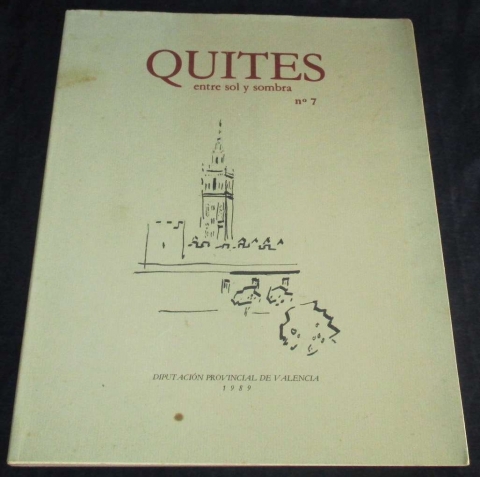 QUITES
entre sol y sombra
nº 7
DIPUTACIÓN PROVINCIAL DE VALENCIA
1989